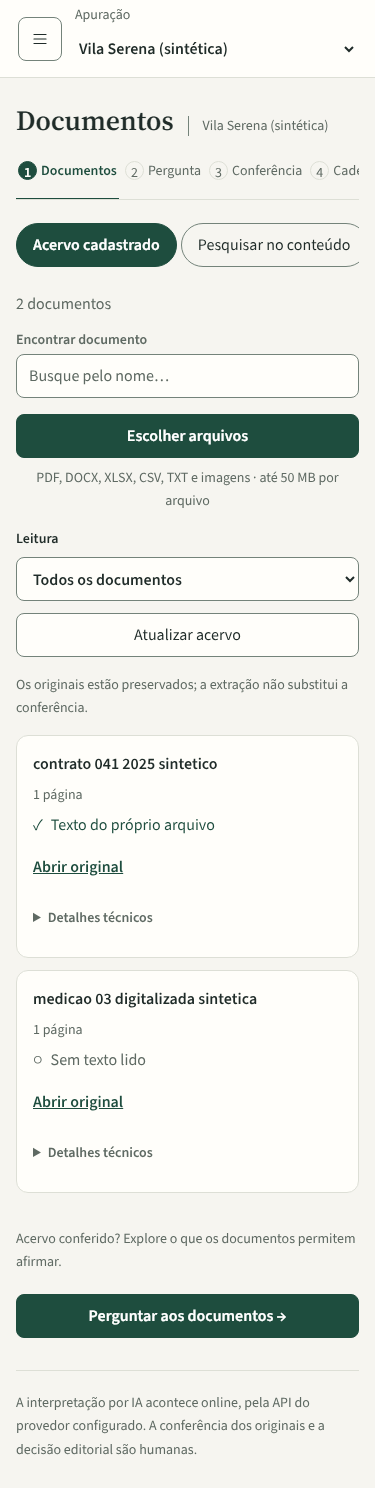 Apuração
Vila Serena (sintética)
Documentos
Vila Serena (sintética)
1 Documentos 2 Pergunta 3 Conferência 4 Cade
Acervo cadastrado Pesquisar no conteúdo
2 documentos
Encontrar documento
Busque pelo nome…
Escolher arquivos
PDF, DOCX, XLSX, CSV, TXT e imagens · até 50 MB por
arquivo
Leitura
Todos os documentos
Atualizar acervo
Os originais estão preservados; a extração não substitui a
conferência.
contrato 041 2025 sintetico
1 página
✓ Texto do próprio arquivo
Abrir original
▶ Detalhes técnicos
medicao 03 digitalizada sintetica
1 página
○ Sem texto lido
Abrir original
▶ Detalhes técnicos
Acervo conferido? Explore o que os documentos permitem
afirmar.
Perguntar aos documentos →
A interpretação por IA acontece online, pela API do
provedor configurado. A conferência dos originais e a
decisão editorial são humanas.